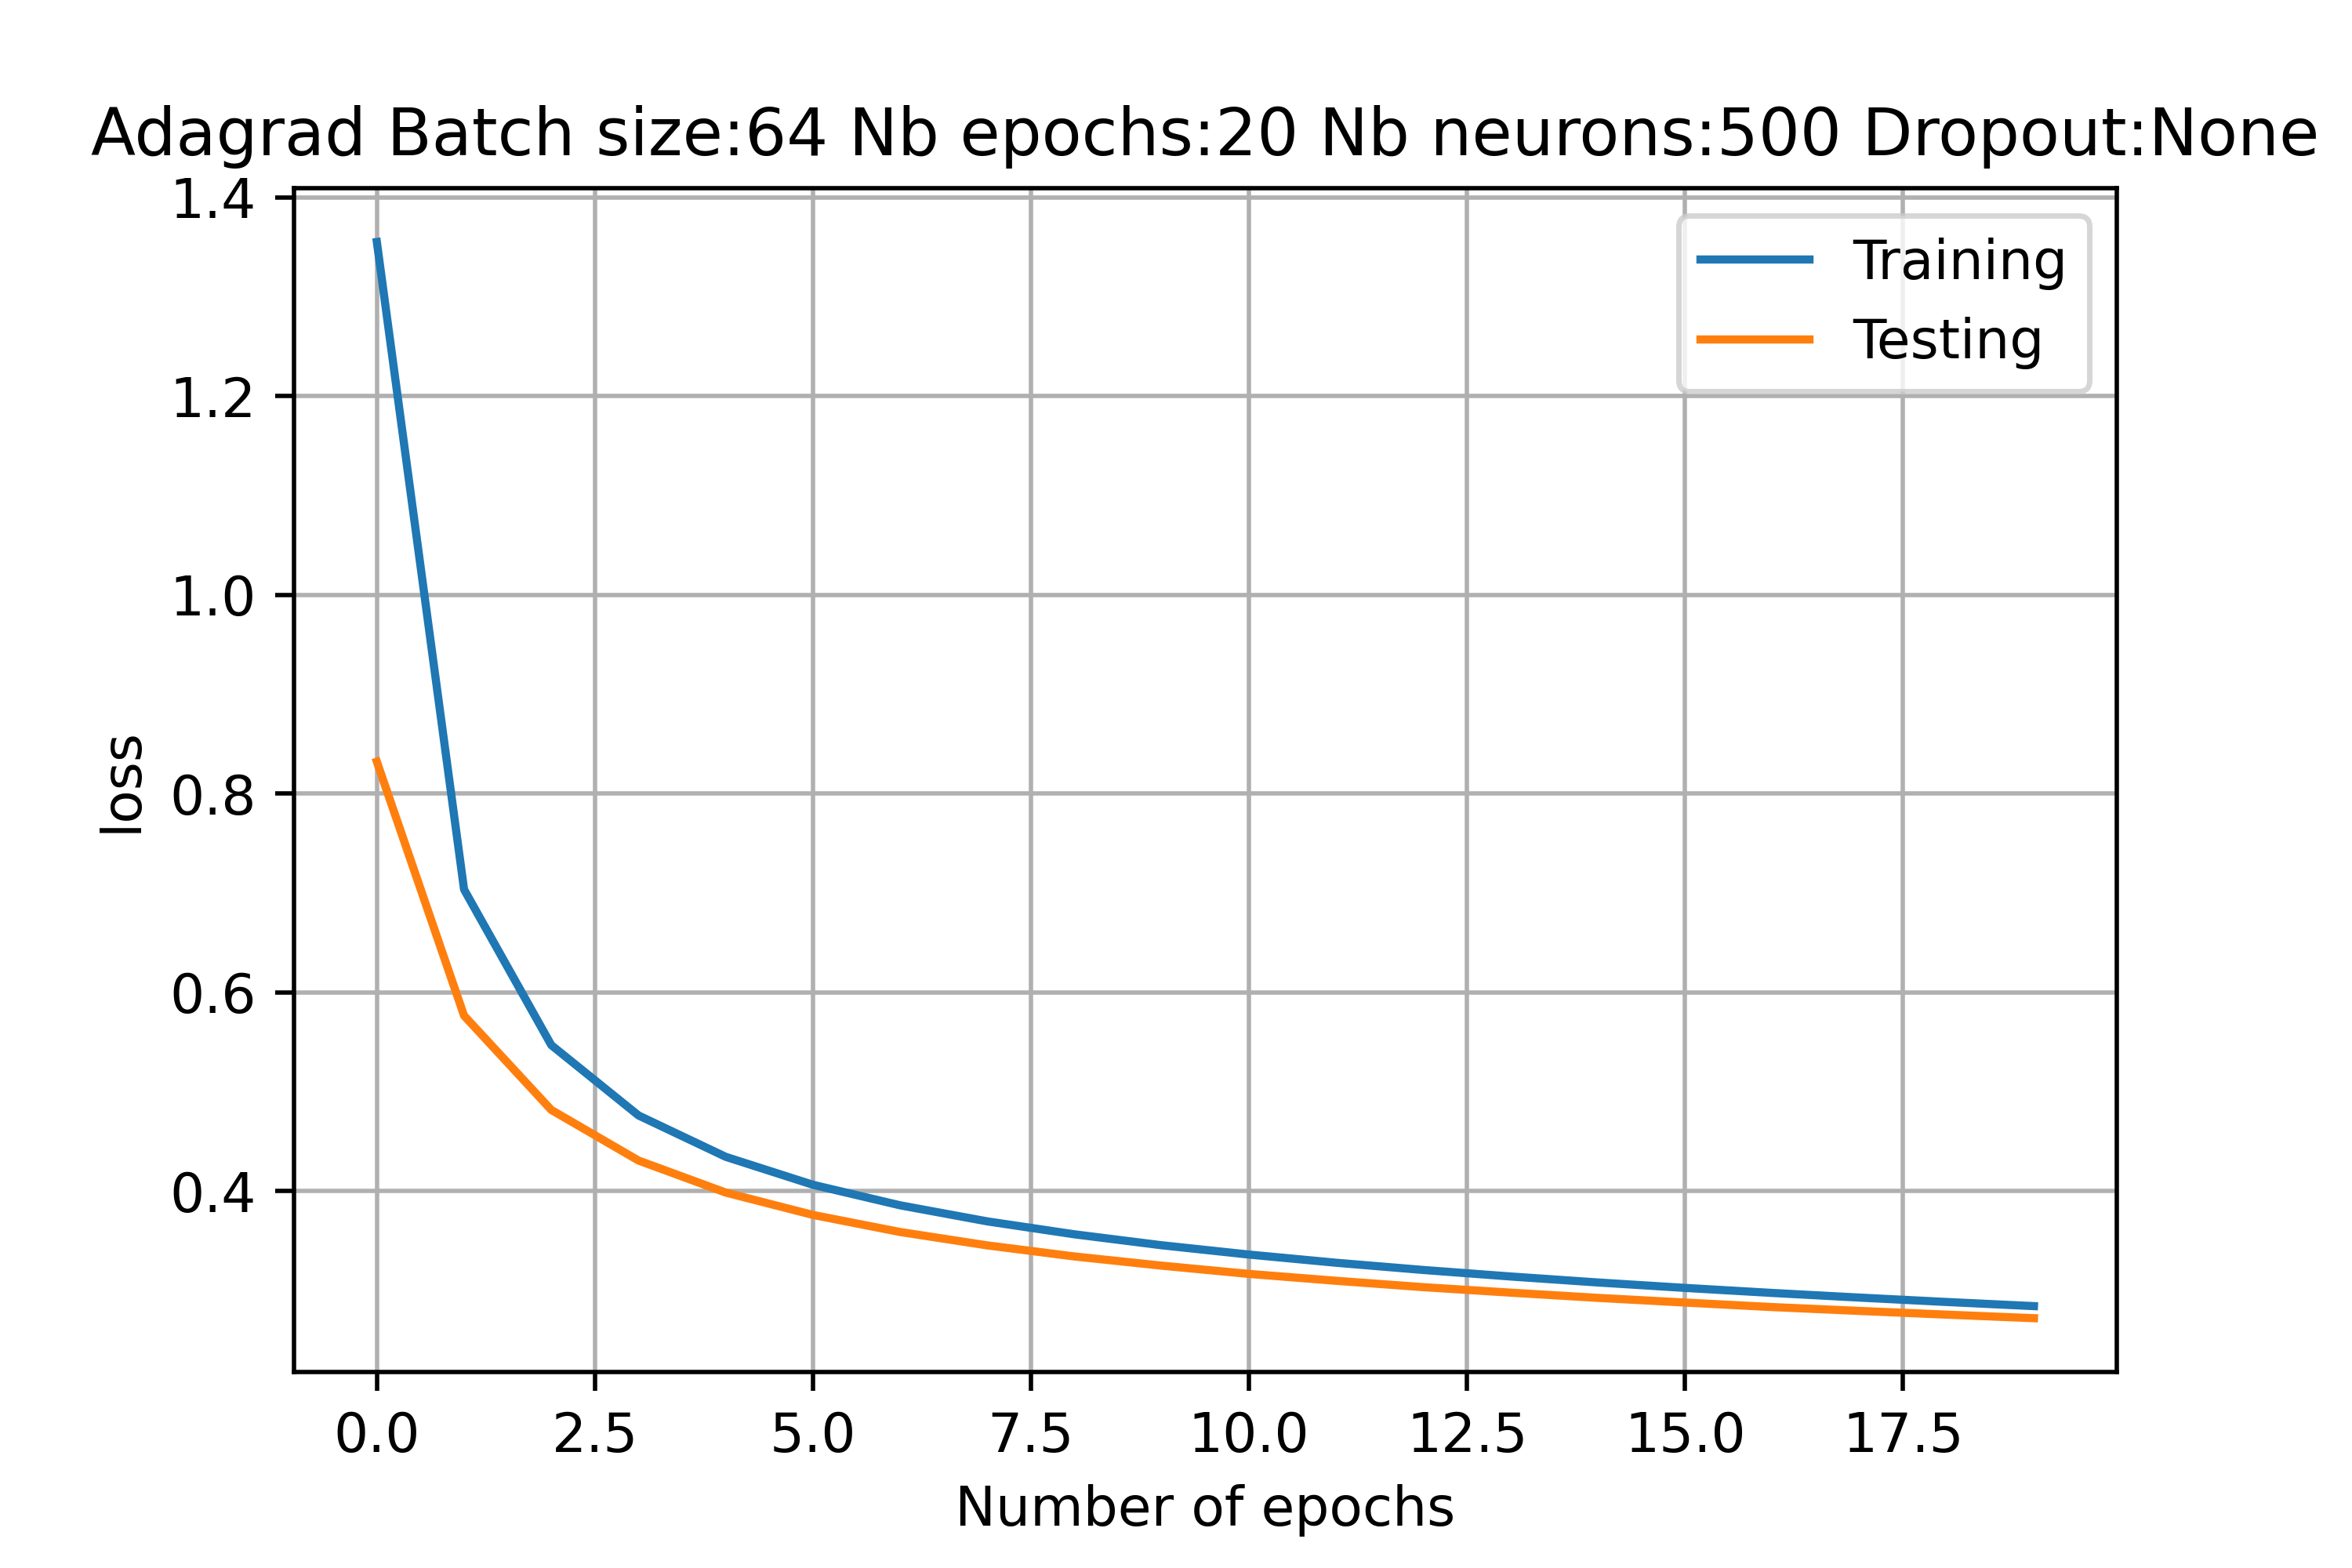 Adagrad Batch size:64 Nb epochs:20 Nb neurons:500 Dropout:None
1.4
1.2
1.0
0.8
0.6
0.4
loss
Training
Testing
0.0 2.5 5.0 7.5 10.0 12.5 15.0 17.5
Number of epochs